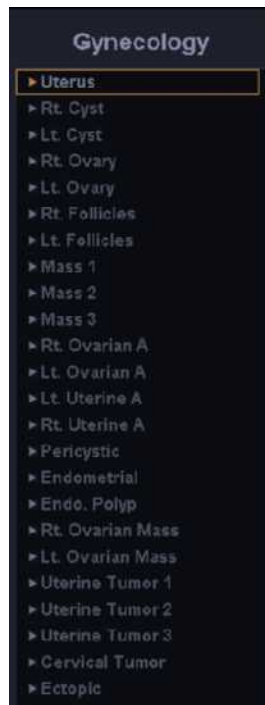 Gynecology
Uterus
Rt. Cyst
Lt. Cyst
Rt. Ovary
Lt. Ovary
Rt. Follicles
Lt. Follicles
Mass 1
Mass 2
Mass 3
Rt. Ovarian A
Lt. Ovarian A
Lt. Uterine A
Rt. Uterine A
Pericystic
Endometrial
Endo. Polyp
Rt. Ovarian Mass
Lt. Ovarian Mass
Uterine Tumor 1
Uterine Tumor 2
Uterine Tumor 3
Cervical Tumor
Ectopic